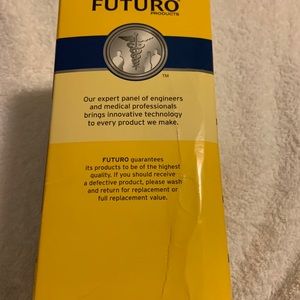 FUTURO
PRODUCTS
TM
Our expert panel of engineers
and medical professionals
brings innovative technology
to every product we make.
FUTURO guarantees
its products to be of the highest
quality. If you should receive
a defective product, please wash
and return for replacement or
full replacement value.